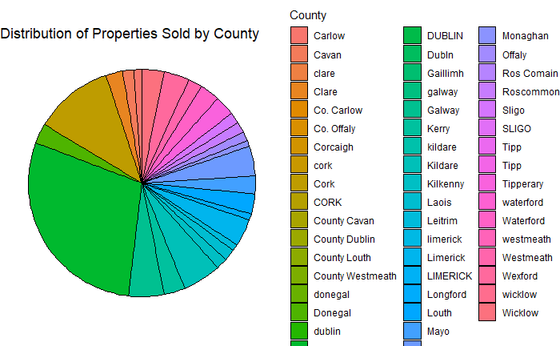 County
Distribution of Properties Sold by County
Carlow
Cavan
clare
Clare
Co. Carlow
Co. Offaly
Corcaigh
cork
Cork
CORK
County Cavan
County Dublin
County Louth
County Westmeath
donegal
Donegal
dublin
DUBLIN
Dubln
Gaillimh
galway
Galway
Kerry
kildare
Kildare
Kilkenny
Laois
Leitrim
limerick
Limerick
LIMERICK
Longford
Louth
Mayo
Monaghan
Offaly
Ros Comain
Roscommon
Sligo
SLIGO
Tipp
Tipp
Tipperary
waterford
Waterford
westmeath
Westmeath
Wexford
wicklow
Wicklow